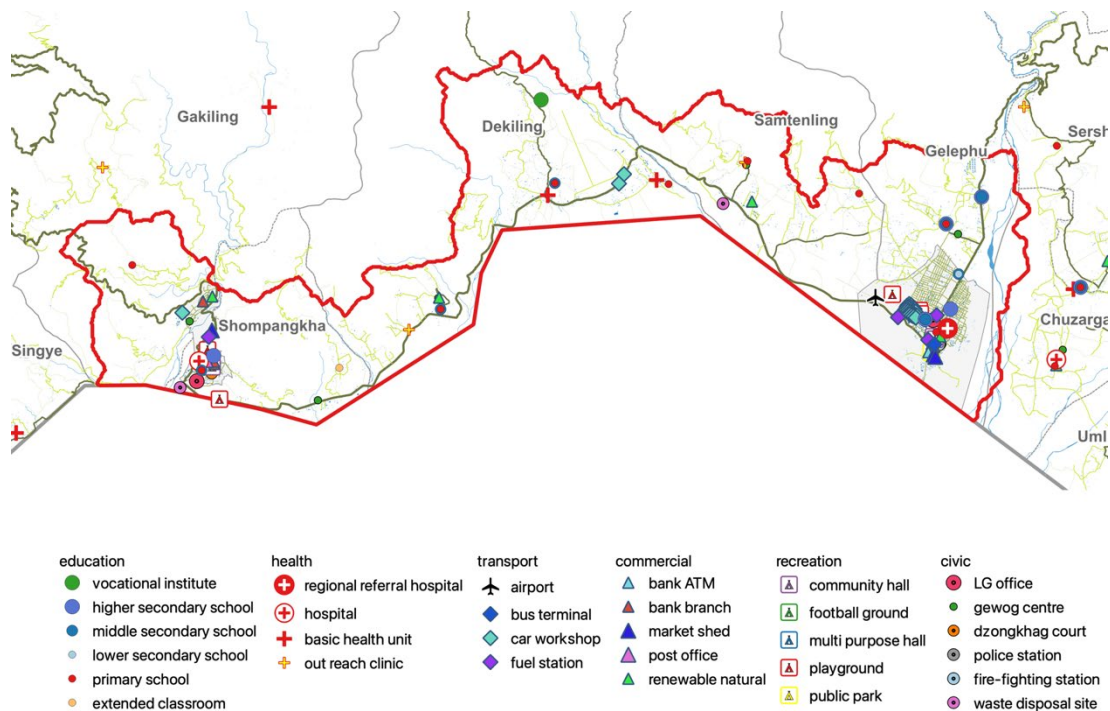 Gakiling
Dekiling
Samtenling
Gelephu
Sersh
Shompangkha
Singye
Chuzarga
Uml
education
vocational institute
higher secondary school
middle secondary school
lower secondary school
primary school
extended classroom
health
regional referral hospital
hospital
basic health unit
out reach clinic
transport
airport
bus terminal
car workshop
fuel station
commercial
bank ATM
bank branch
market shed
post office
renewable natural
recreation
community hall
football ground
multi purpose hall
playground
public park
civic
LG office
gewog centre
dzongkhag court
police station
fire-fighting station
waste disposal site